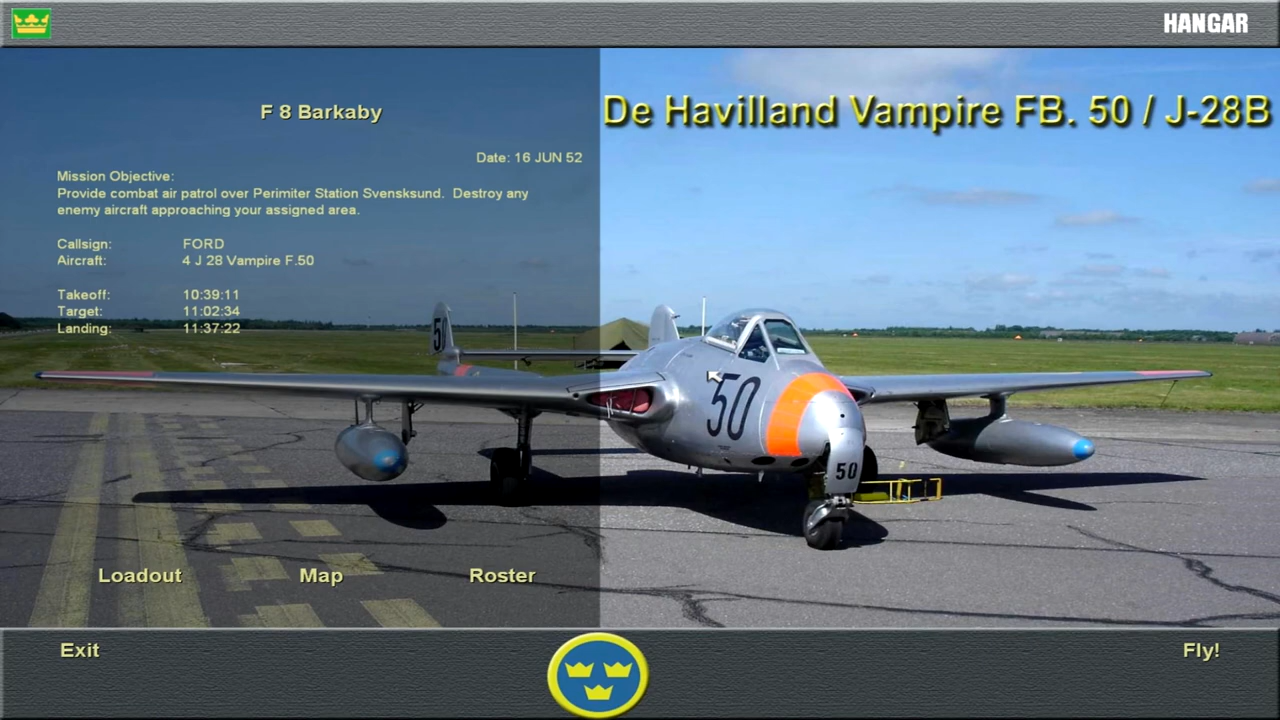 HANGAR
F 8 Barkaby
De Havilland Vampire FB. 50 / J-28B
Date: 16 JUN 52
Mission Objective:
Provide combat air patrol over Perimiter Station Svensksund. Destroy any
enemy aircraft approaching your assigned area.
Callsign: FORD
Aircraft: 4 J 28 Vampire F.50
Takeoff: 10:39:11
Target: 11:02:34
Landing: 11:37:22
50
50
50
Loadout Map Roster
Exit Fly!